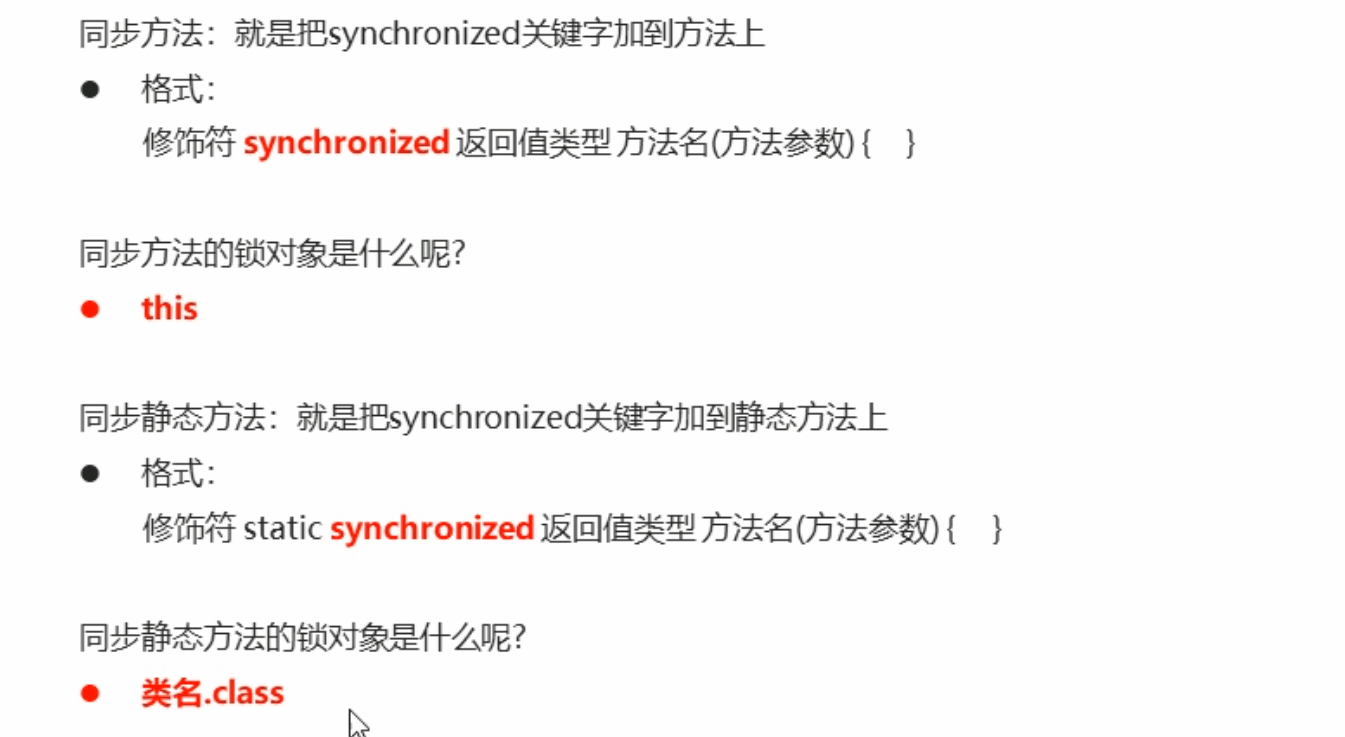 同步方法：就是把synchronized关键字加到方法上
● 格式：
修饰符 synchronized 返回值类型 方法名(方法参数) { }
同步方法的锁对象是什么呢?
● this
同步静态方法：就是把synchronized关键字加到静态方法上
● 格式：
修饰符 static synchronized 返回值类型 方法名(方法参数) { }
同步静态方法的锁对象是什么呢?
● 类名.class